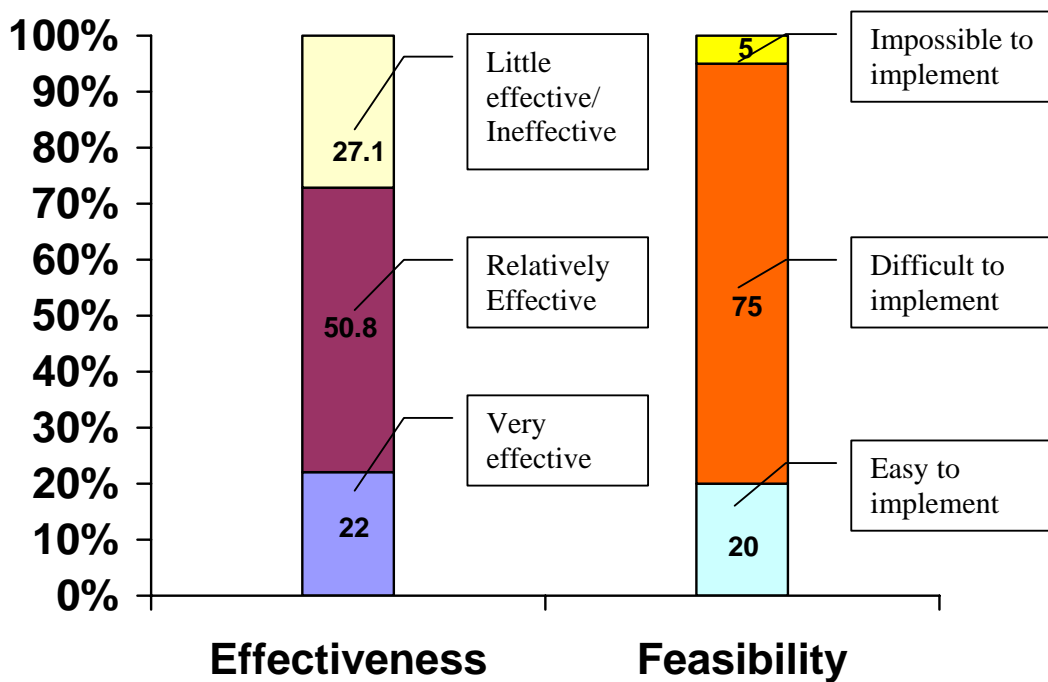 100%
90%
80%
70%
60%
50%
40%
30%
20%
10%
0%
27.1
50.8
22
Little
effective/
Ineffective
Relatively
Effective
Very
effective
5
75
20
Impossible to
implement
Difficult to
implement
Easy to
implement
Effectiveness
Feasibility